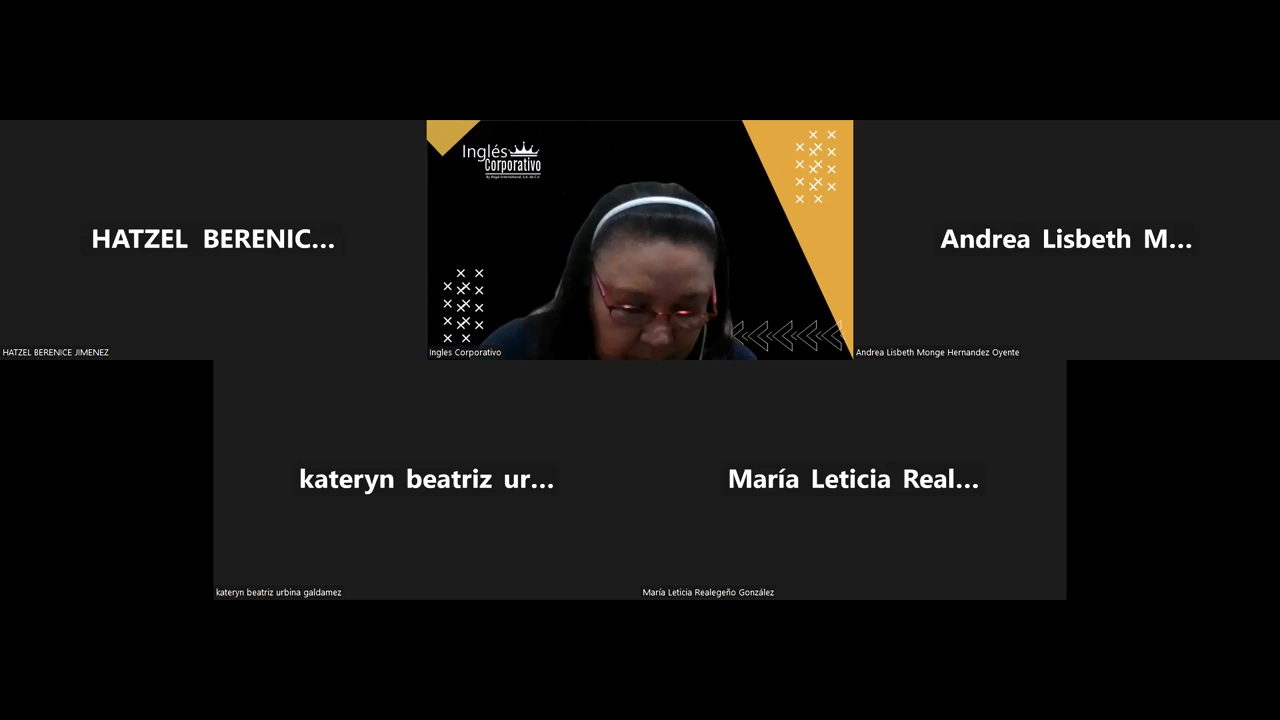 Inglés
Corporativo
HATZEL BERENIC...
Andrea Lisbeth M...
HATZEL BERENICE JIMENEZ
Ingles Corporativo
Andrea Lisbeth Monge Hernandez Oyente
kateryn beatriz ur...
María Leticia Real...
kateryn beatriz urbina galdamez
María Leticia Realegeño González